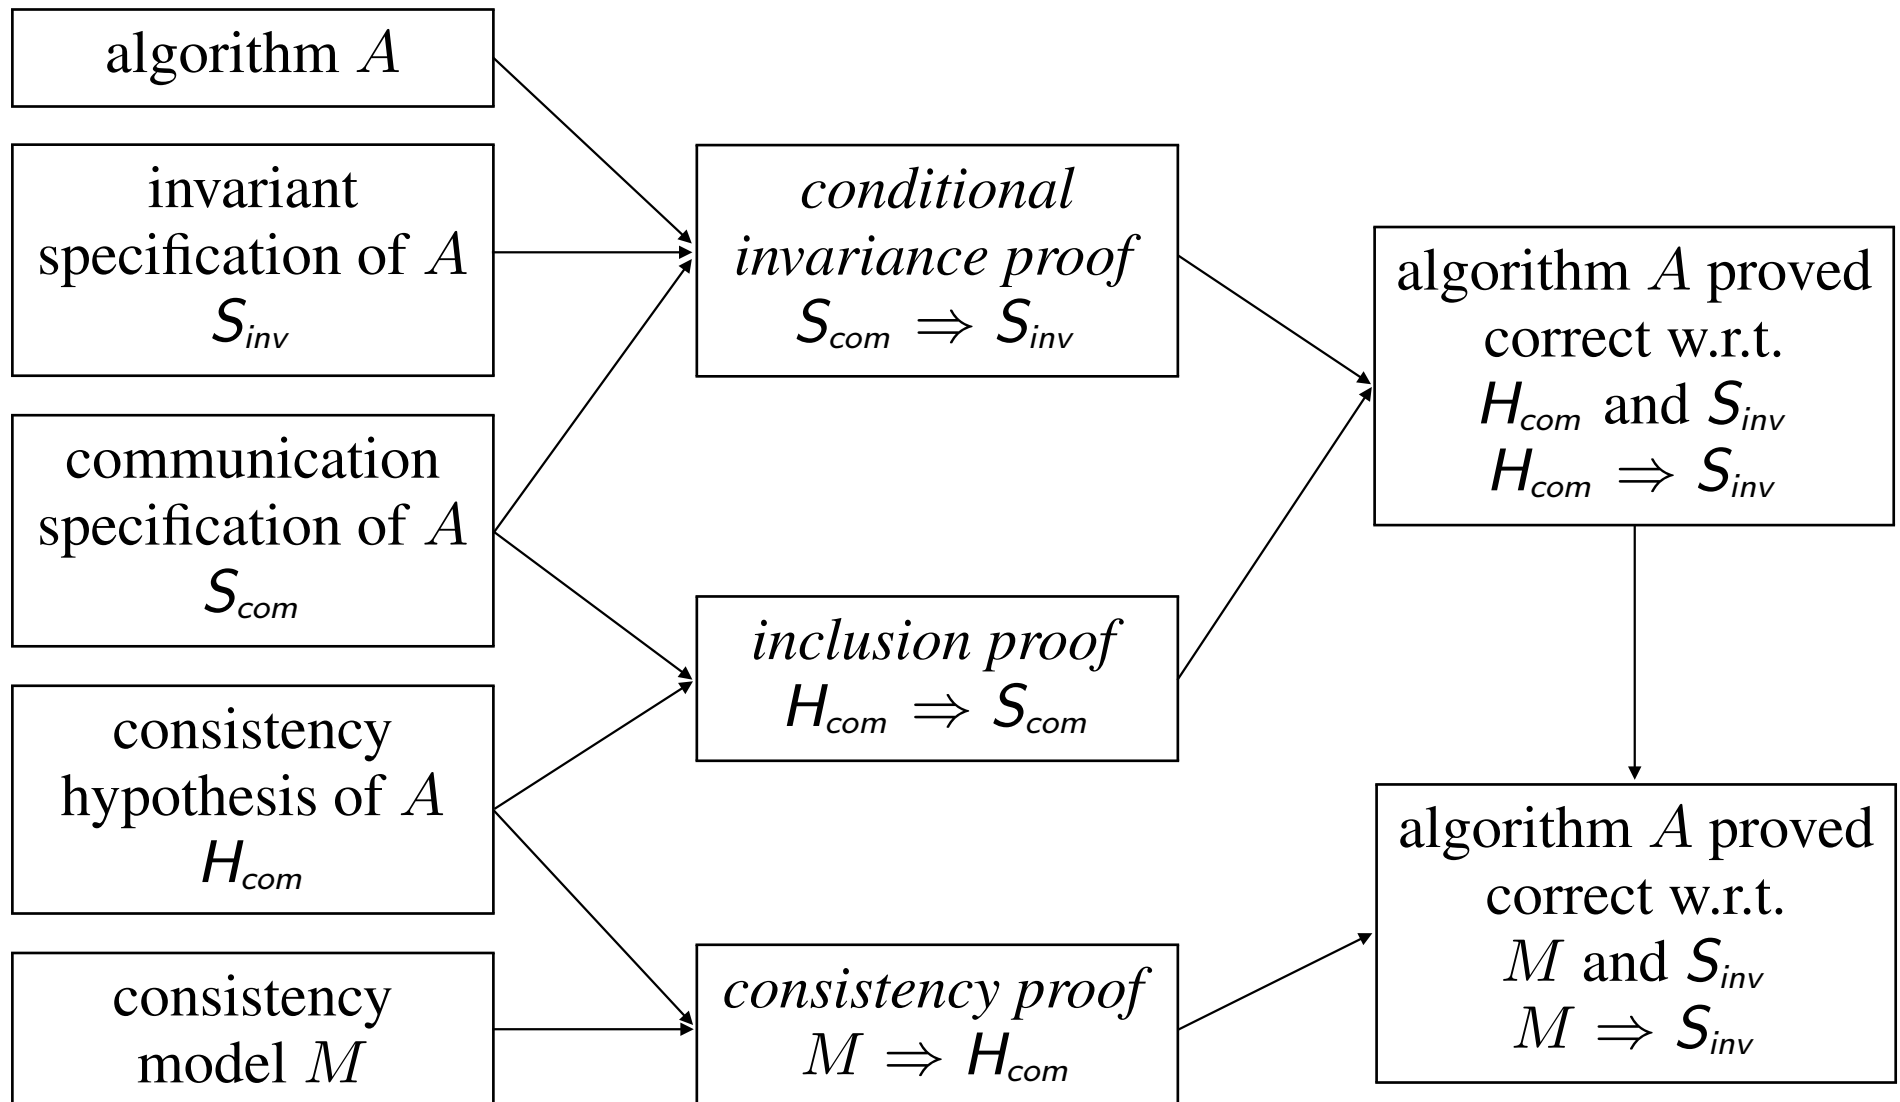 algorithm A
invariant
specification of A
S_inv
communication
specification of A
S_com
consistency
hypothesis of A
H_com
consistency
model M
conditional
invariance proof
S_com ⇒ S_inv
inclusion proof
H_com ⇒ S_com
consistency proof
M ⇒ H_com
algorithm A proved
correct w.r.t.
H_com and S_inv
H_com ⇒ S_inv
algorithm A proved
correct w.r.t.
M and S_inv
M ⇒ S_inv